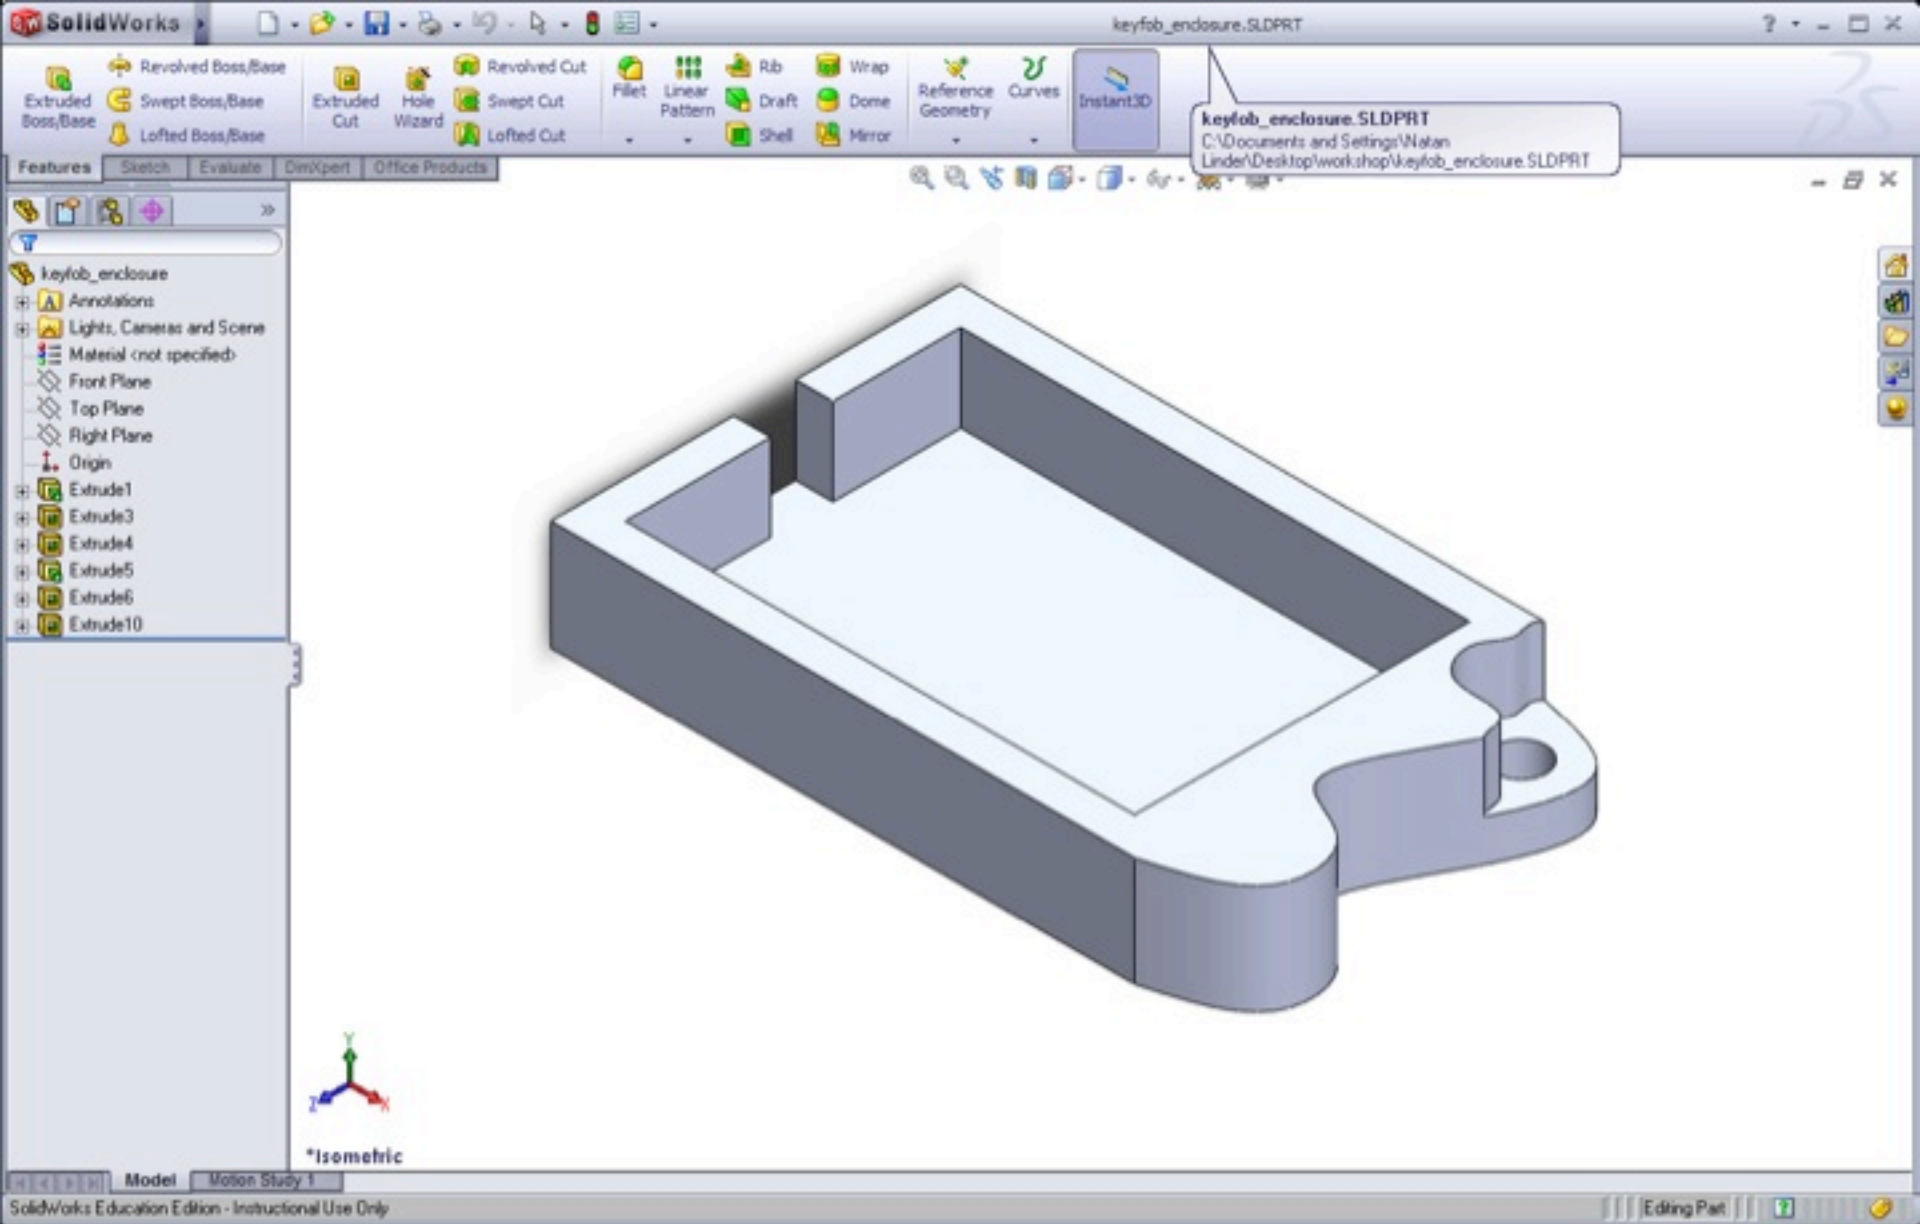 SolidWorks
keyfob_enclosure.SLDPRT
Extruded
Boss/Base
Revolved Boss/Base
Swept Boss/Base
Lofted Boss/Base
Extruded
Cut
Hole
Wizard
Revolved Cut
Swept Cut
Lofted Cut
Fillet
Linear
Pattern
Rib
Draft
Shell
Wrap
Dome
Mirror
Reference
Geometry
Curves
Instant3D
keyfob_enclosure.SLDPRT
C:\Documents and Settings\Natan
Linder\Desktop\workshop\keyfob_enclosure.SLDPRT
Features
Sketch
Evaluate
DimXpert
Office Products
keyfob_enclosure
Annotations
Lights, Cameras and Scene
Material <not specified>
Front Plane
Top Plane
Right Plane
Origin
Extrude1
Extrude3
Extrude4
Extrude5
Extrude6
Extrude10
Y
Z
X
*Isometric
Model
Motion Study 1
SolidWorks Education Edition - Instructional Use Only
Editing Part